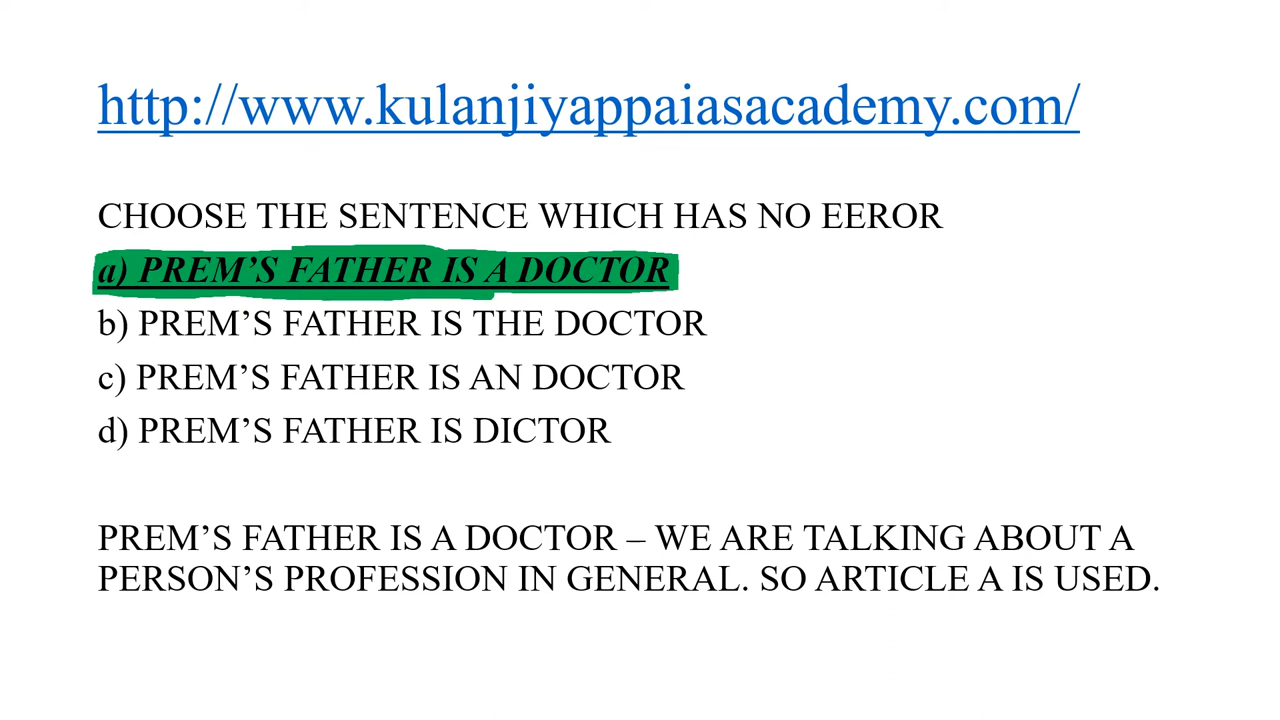 http://www.kulanjiyappaiasacademy.com/
CHOOSE THE SENTENCE WHICH HAS NO EEROR
a) PREM’S FATHER IS A DOCTOR
b) PREM’S FATHER IS THE DOCTOR
c) PREM’S FATHER IS AN DOCTOR
d) PREM’S FATHER IS DICTOR
PREM’S FATHER IS A DOCTOR – WE ARE TALKING ABOUT A
PERSON’S PROFESSION IN GENERAL. SO ARTICLE A IS USED.